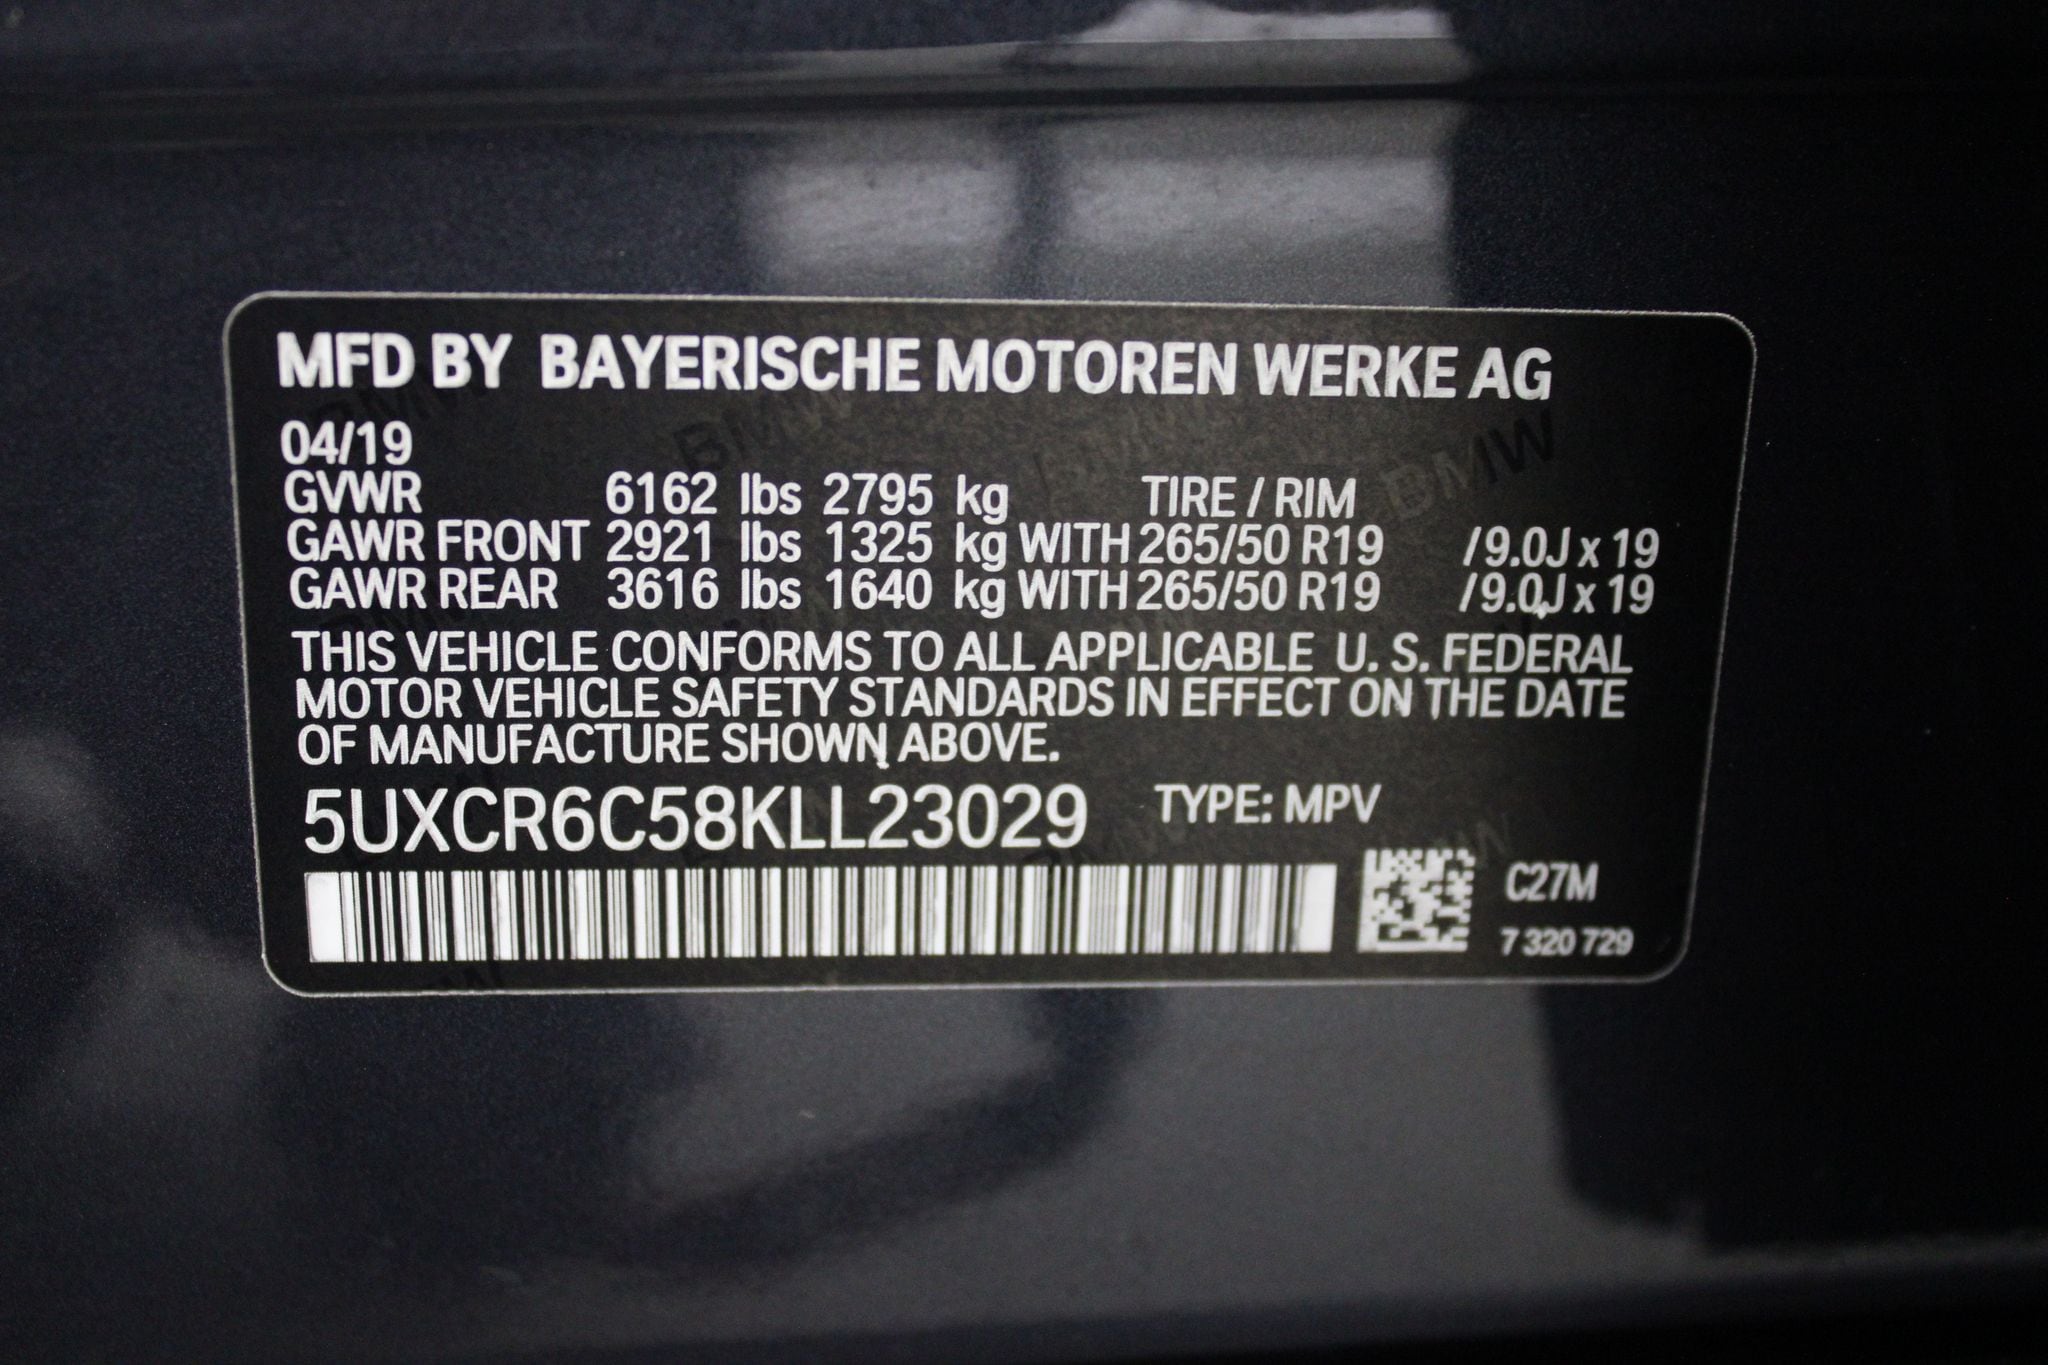 MFD BY BAYERISCHE MOTOREN WERKE AG
04/19
GVWR 6162 lbs 2795 kg TIRE / RIM
GAWR FRONT 2921 lbs 1325 kg WITH 265/50 R19 /9.0J x 19
GAWR REAR 3616 lbs 1640 kg WITH 265/50 R19 /9.0J x 19
THIS VEHICLE CONFORMS TO ALL APPLICABLE U. S. FEDERAL
MOTOR VEHICLE SAFETY STANDARDS IN EFFECT ON THE DATE
OF MANUFACTURE SHOWN ABOVE.
5UXCR6C58KLL23029 TYPE: MPV
C27M
7 320 729